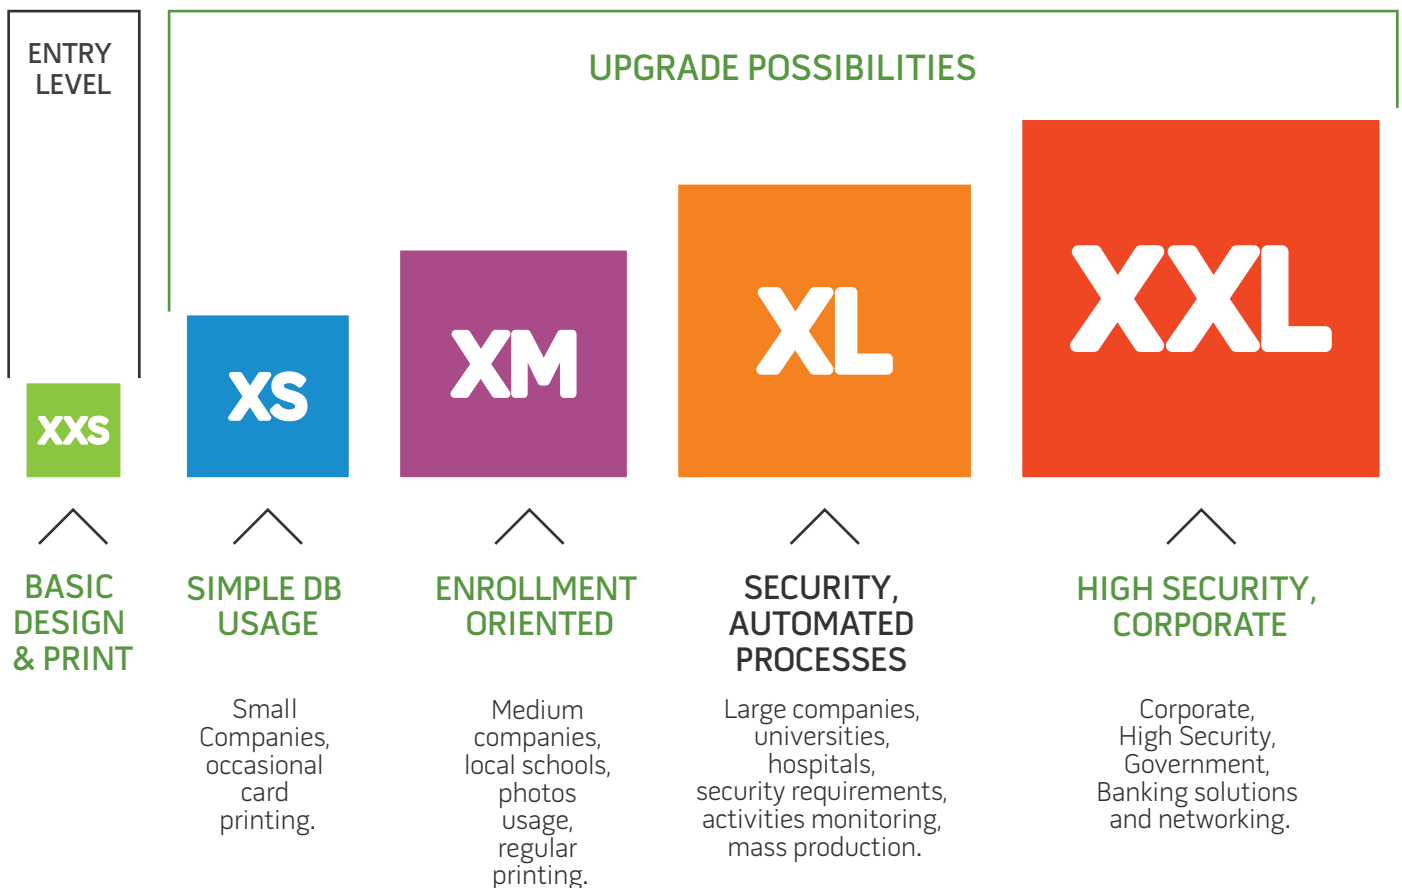 ENTRY
LEVEL
UPGRADE POSSIBILITIES
XXS
XS
XM
XL
XXL
BASIC
DESIGN
& PRINT
SIMPLE DB
USAGE
Small
Companies,
occasional
card
printing.
ENROLLMENT
ORIENTED
Medium
companies,
local schools,
photos
usage,
regular
printing.
SECURITY,
AUTOMATED
PROCESSES
Large companies,
universities,
hospitals,
security requirements,
activities monitoring,
mass production.
HIGH SECURITY,
CORPORATE
Corporate,
High Security,
Government,
Banking solutions
and networking.